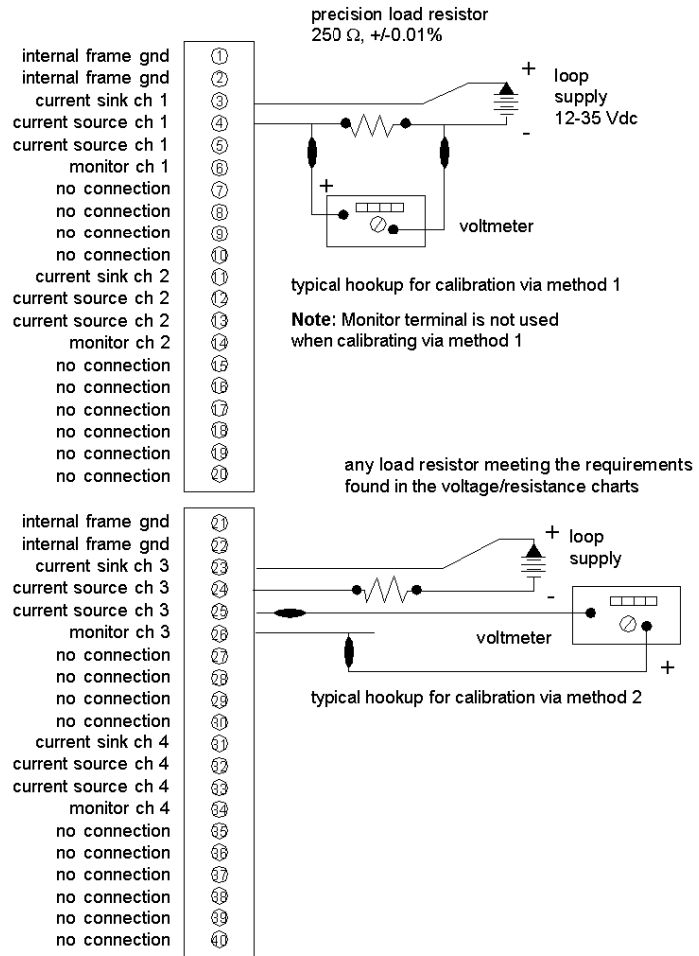 precision load resistor
250 Ω, +/-0.01%
internal frame gnd 1
internal frame gnd 2
current sink ch 1 3
current source ch 1 4
current source ch 1 5
monitor ch 1 6
no connection 7
no connection 8
no connection 9
no connection 10
current sink ch 2 11
current source ch 2 12
current source ch 2 13
monitor ch 2 14
no connection 15
no connection 16
no connection 17
no connection 18
no connection 19
no connection 20
+
loop
supply
12-35 Vdc
-
+
voltmeter
typical hookup for calibration via method 1
Note: Monitor terminal is not used
when calibrating via method 1
any load resistor meeting the requirements
found in the voltage/resistance charts
internal frame gnd 21
internal frame gnd 22
current sink ch 3 23
current source ch 3 24
current source ch 3 25
monitor ch 3 26
no connection 27
no connection 28
no connection 29
no connection 30
current sink ch 4 31
current source ch 4 32
current source ch 4 33
monitor ch 4 34
no connection 35
no connection 36
no connection 37
no connection 38
no connection 39
no connection 40
+ loop
supply
-
voltmeter
+
typical hookup for calibration via method 2